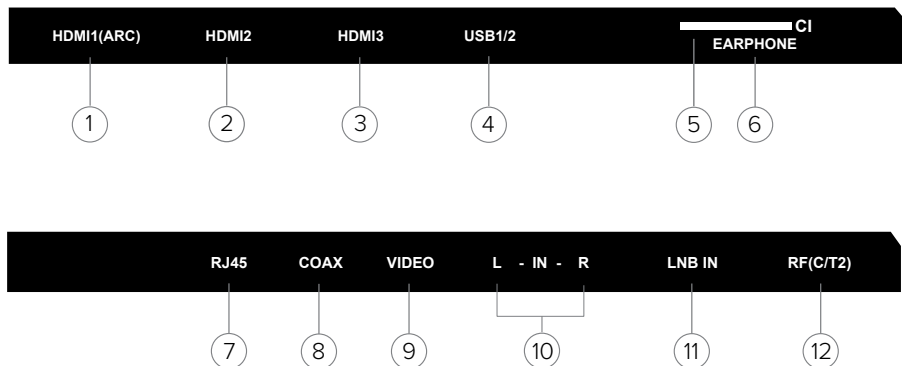 HDMI1(ARC) HDMI2 HDMI3 USB1/2 CI
EARPHONE
1 2 3 4 5 6
RJ45 COAX VIDEO L - IN - R LNB IN RF(C/T2)
7 8 9 10 11 12